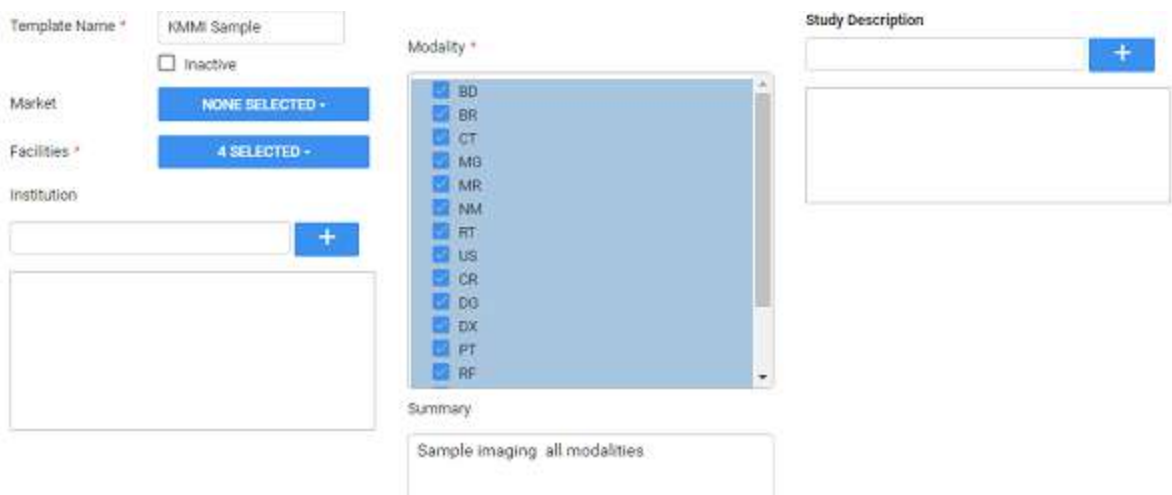 Template Name *
KMMI Sample
Inactive
Market
NONE SELECTED
Facilities *
4 SELECTED
Institution
+
Modality *
BD
BR
CT
MG
MR
NM
RT
US
CR
DG
DX
PT
RF
Summary
Sample imaging all modalities
Study Description
+